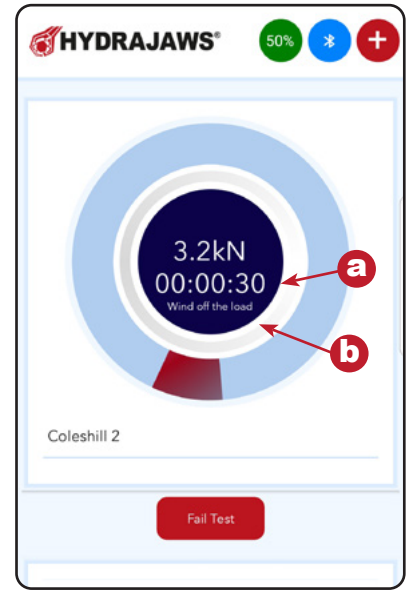 HYDRAJAWS®
50%
3.2kN
00:00:30
a
Wind off the load
b
Coleshill 2
Fail Test